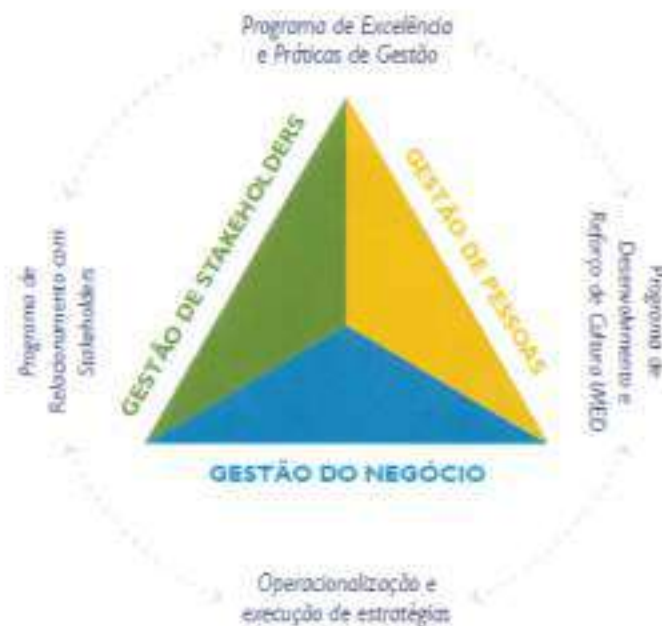 Programa de Excelência
e Práticas de Gestão
GESTÃO DE STAKEHOLDERS
GESTÃO DE PESSOAS
Programa de
Relacionamento com
Stakeholders
Programa de
Desenvolvimento e
Reforço de Cultura IMED
GESTÃO DO NEGÓCIO
Operacionalização e
execução de estratégias